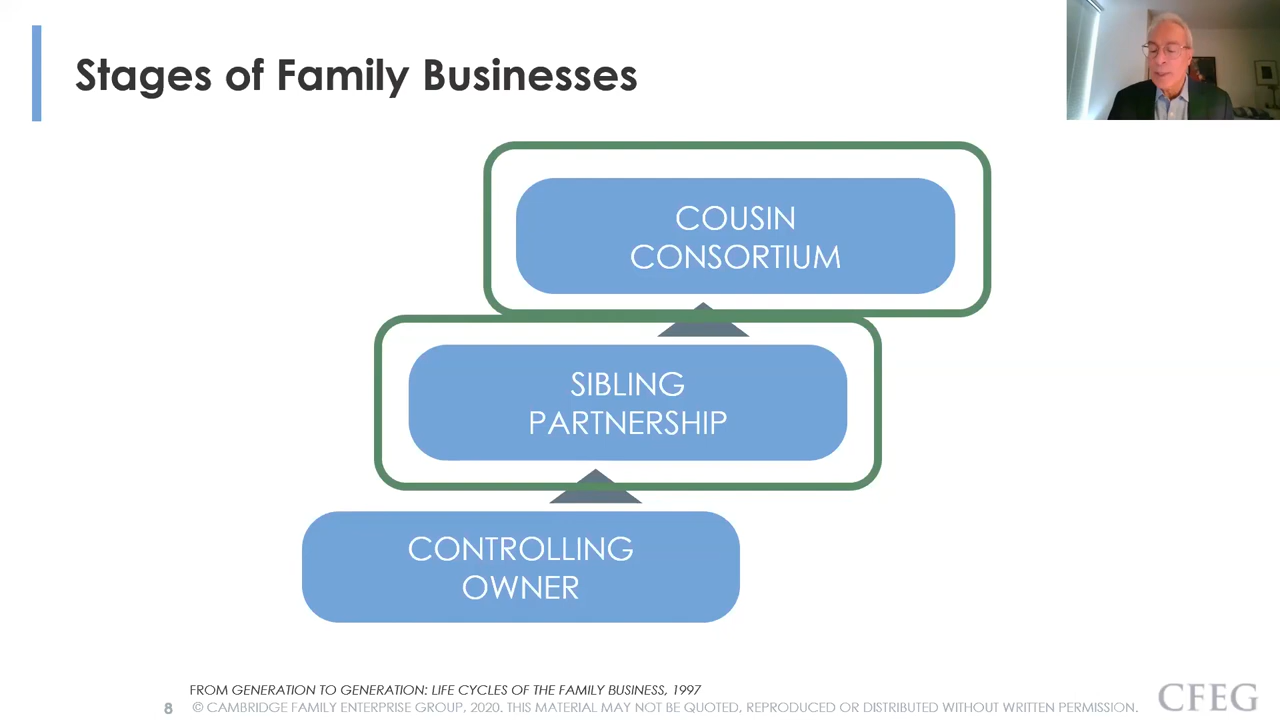 Stages of Family Businesses
COUSIN
CONSORTIUM
SIBLING
PARTNERSHIP
CONTROLLING
OWNER
FROM GENERATION TO GENERATION: LIFE CYCLES OF THE FAMILY BUSINESS, 1997
8 © CAMBRIDGE FAMILY ENTERPRISE GROUP, 2020. THIS MATERIAL MAY NOT BE QUOTED, REPRODUCED OR DISTRIBUTED WITHOUT WRITTEN PERMISSION.
CFEG